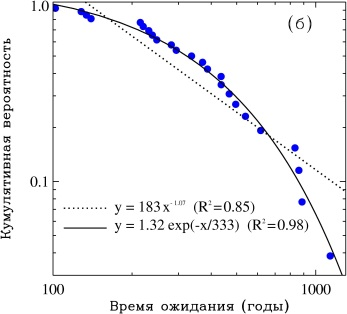 1.0
(б)
Кумулятивная вероятность
0.1
y = 183x^-1.07 (R²=0.85)
y = 1.32 exp(-x/333) (R²=0.98)
100 1000
Время ожидания (годы)